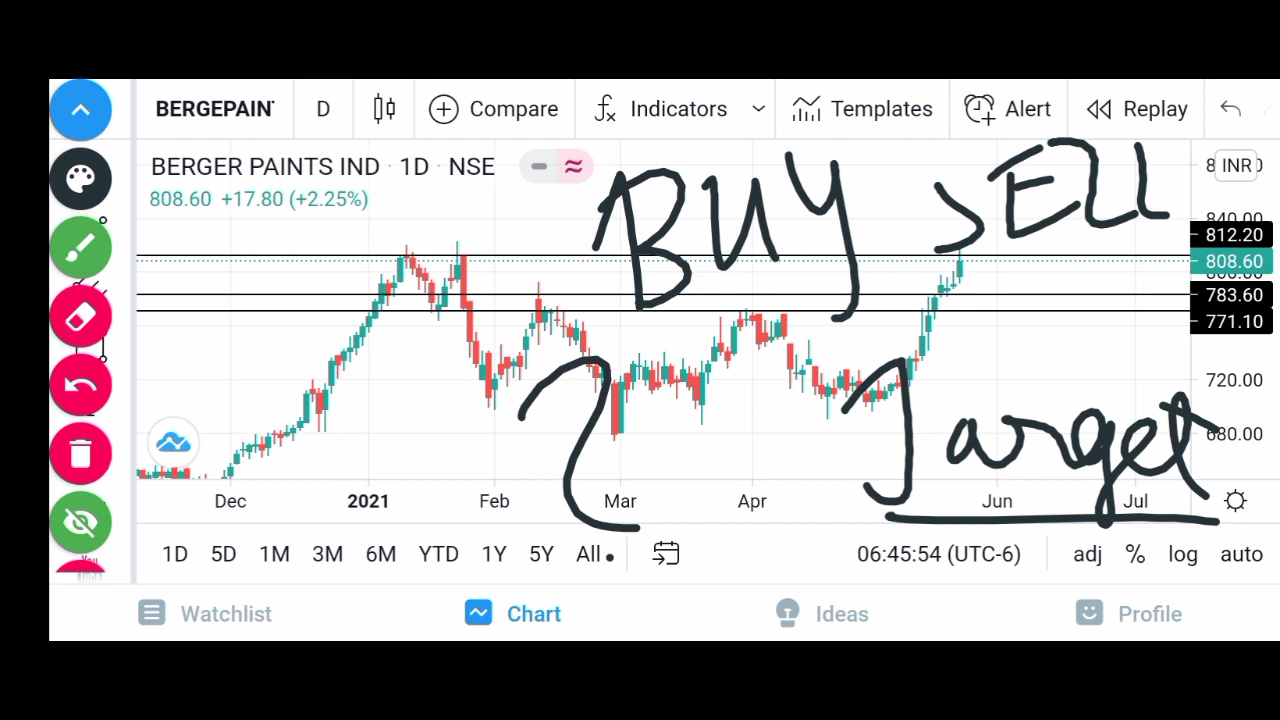 BERGEPAIN
D
Compare
Indicators
Templates
Alert
Replay
BERGER PAINTS IND · 1D · NSE
INR
808.60 +17.80 (+2.25%)
BUY SELL
840.00
812.20
808.60
783.60
771.10
720.00
2 Target
680.00
Dec 2021 Feb Mar Apr Jun Jul
1D 5D 1M 3M 6M YTD 1Y 5Y All
06:45:54 (UTC-6)
adj % log auto
Watchlist
Chart
Ideas
Profile